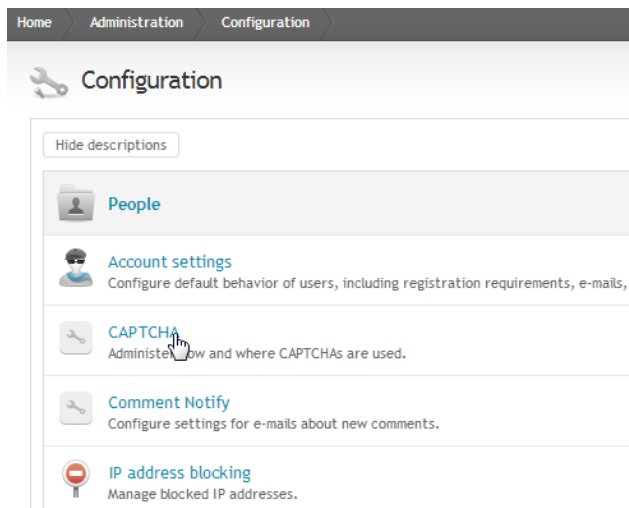 Home Administration Configuration
Configuration
Hide descriptions
People
Account settings
Configure default behavior of users, including registration requirements, e-mails,
CAPTCHA
Administer how and where CAPTCHAs are used.
Comment Notify
Configure settings for e-mails about new comments.
IP address blocking
Manage blocked IP addresses.